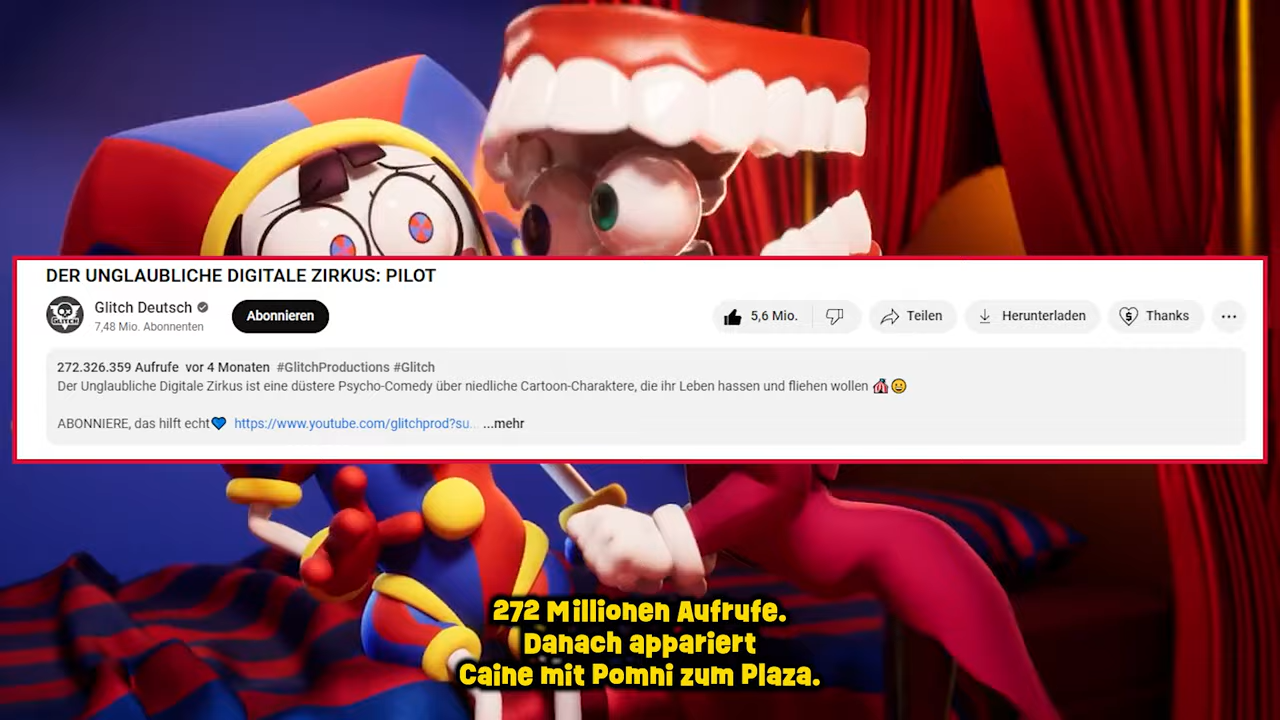 DER UNGLAUBLICHE DIGITALE ZIRKUS: PILOT
Glitch Deutsch
7,48 Mio. Abonnenten
Abonnieren
5,6 Mio.
Teilen
Herunterladen
Thanks
GLITCH
272.326.359 Aufrufe vor 4 Monaten #GlitchProductions #Glitch
Der Unglaubliche Digitale Zirkus ist eine düstere Psycho-Comedy über niedliche Cartoon-Charaktere, die ihr Leben hassen und fliehen wollen 🎪😀
ABONNIERE, das hilft echt💙 https://www.youtube.com/glitchprod?su... ...mehr
272 Millionen Aufrufe.
Danach appariert
Caine mit Pomni zum Plaza.